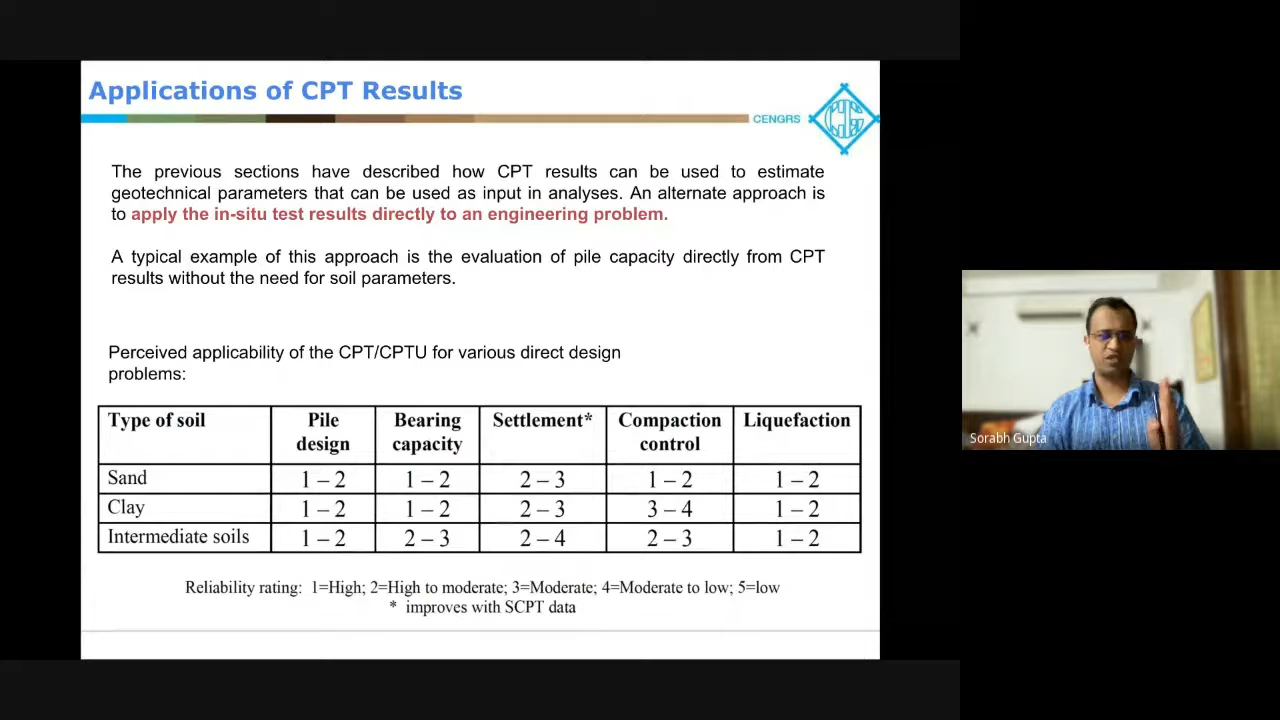 Applications of CPT Results
CENGRS
The previous sections have described how CPT results can be used to estimate
geotechnical parameters that can be used as input in analyses. An alternate approach is
to apply the in-situ test results directly to an engineering problem.
A typical example of this approach is the evaluation of pile capacity directly from CPT
results without the need for soil parameters.
Perceived applicability of the CPT/CPTU for various direct design
problems:
Type of soil Pile design Bearing capacity Settlement* Compaction control Liquefaction
Sand 1 – 2 1 – 2 2 – 3 1 – 2 1 – 2
Clay 1 – 2 1 – 2 2 – 3 3 – 4 1 – 2
Intermediate soils 1 – 2 2 – 3 2 – 4 2 – 3 1 – 2
Reliability rating: 1=High; 2=High to moderate; 3=Moderate; 4=Moderate to low; 5=low
* improves with SCPT data
Sorabh Gupta